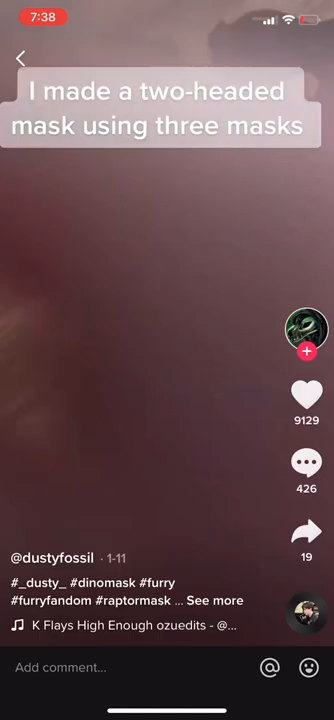 7:38
I made a two-headed
mask using three masks
9129
426
19
@dustyfossil · 1-11
#_dusty_ #dinomask #furry
#furryfandom #raptormask ... See more
K Flays High Enough ozuedits - @...
Add comment...